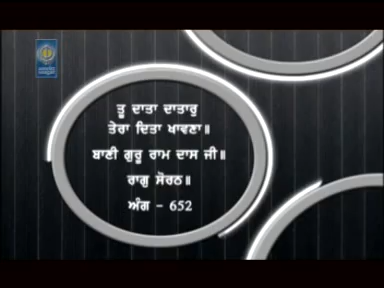 ਤੂ ਦਾਤਾ ਦਾਤਾਰੁ
ਤੇਰਾ ਦਿਤਾ ਖਾਵਣਾ॥
ਬਾਣੀ ਗੁਰੂ ਰਾਮ ਦਾਸ ਜੀ॥
ਰਾਗੁ ਸੋਰਠ॥
ਅੰਗ - 652